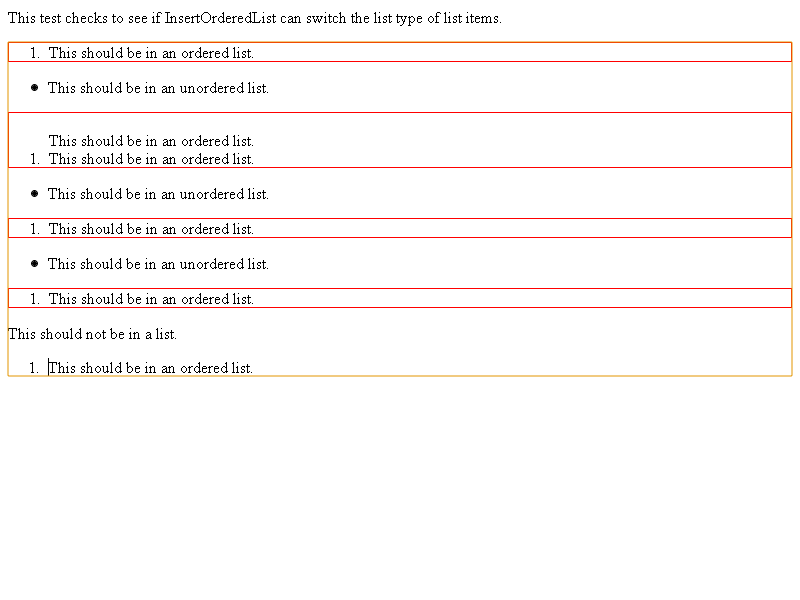 This test checks to see if InsertOrderedList can switch the list type of list items.
1. This should be in an ordered list.
• This should be in an unordered list.
This should be in an ordered list.
1. This should be in an ordered list.
• This should be in an unordered list.
1. This should be in an ordered list.
• This should be in an unordered list.
1. This should be in an ordered list.
This should not be in a list.
1. This should be in an ordered list.